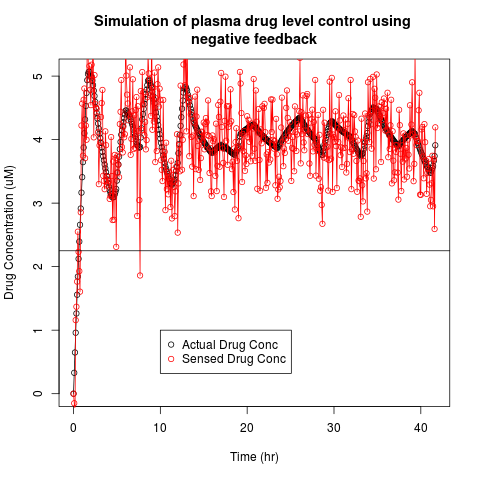 Simulation of plasma drug level control using
negative feedback
Drug Concentration (uM)
5
4
3
2
1
0
Actual Drug Conc
Sensed Drug Conc
0 10 20 30 40
Time (hr)